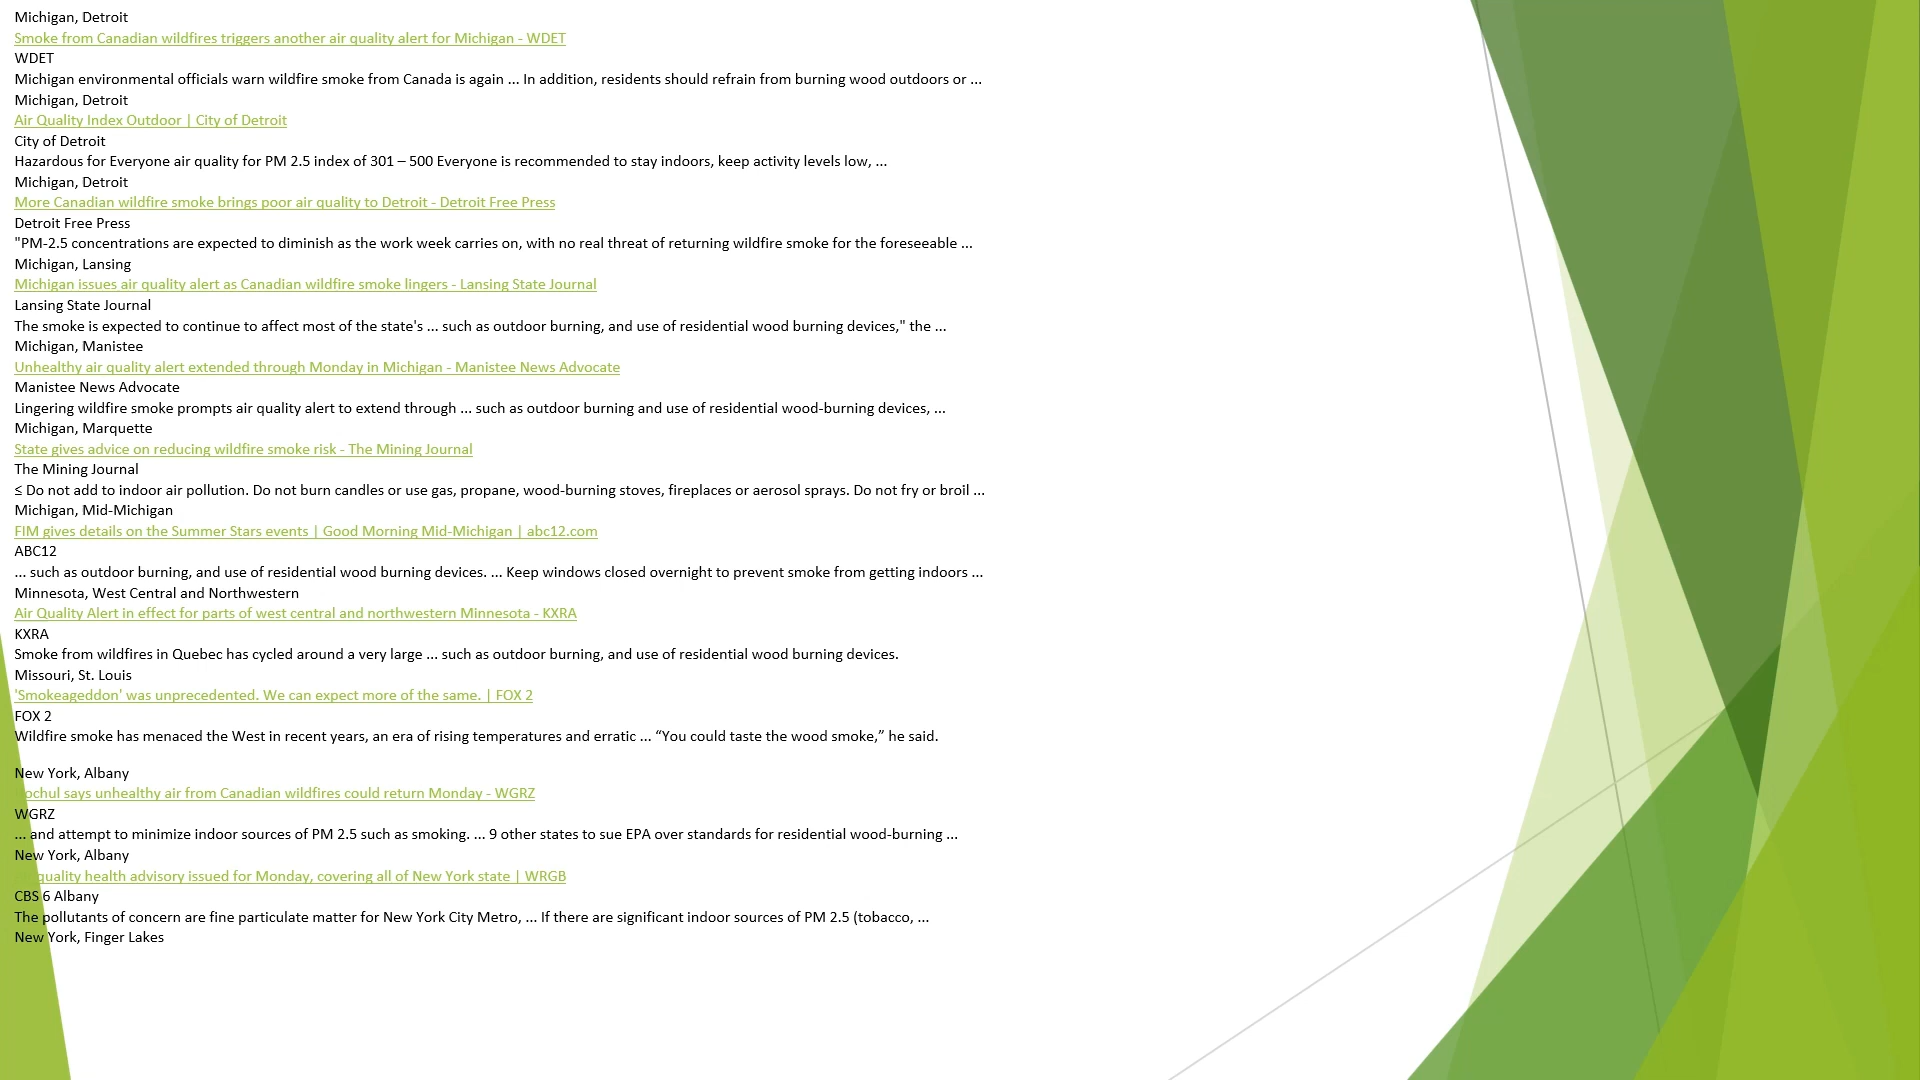 Michigan, Detroit
Smoke from Canadian wildfires triggers another air quality alert for Michigan - WDET
WDET
Michigan environmental officials warn wildfire smoke from Canada is again ... In addition, residents should refrain from burning wood outdoors or ...
Michigan, Detroit
Air Quality Index Outdoor | City of Detroit
City of Detroit
Hazardous for Everyone air quality for PM 2.5 index of 301 – 500 Everyone is recommended to stay indoors, keep activity levels low, ...
Michigan, Detroit
More Canadian wildfire smoke brings poor air quality to Detroit - Detroit Free Press
Detroit Free Press
"PM-2.5 concentrations are expected to diminish as the work week carries on, with no real threat of returning wildfire smoke for the foreseeable ...
Michigan, Lansing
Michigan issues air quality alert as Canadian wildfire smoke lingers - Lansing State Journal
Lansing State Journal
The smoke is expected to continue to affect most of the state's ... such as outdoor burning, and use of residential wood burning devices," the ...
Michigan, Manistee
Unhealthy air quality alert extended through Monday in Michigan - Manistee News Advocate
Manistee News Advocate
Lingering wildfire smoke prompts air quality alert to extend through ... such as outdoor burning and use of residential wood-burning devices, ...
Michigan, Marquette
State gives advice on reducing wildfire smoke risk - The Mining Journal
The Mining Journal
≤ Do not add to indoor air pollution. Do not burn candles or use gas, propane, wood-burning stoves, fireplaces or aerosol sprays. Do not fry or broil ...
Michigan, Mid-Michigan
FIM gives details on the Summer Stars events | Good Morning Mid-Michigan | abc12.com
ABC12
... such as outdoor burning, and use of residential wood burning devices. ... Keep windows closed overnight to prevent smoke from getting indoors ...
Minnesota, West Central and Northwestern
Air Quality Alert in effect for parts of west central and northwestern Minnesota - KXRA
KXRA
Smoke from wildfires in Quebec has cycled around a very large ... such as outdoor burning, and use of residential wood burning devices.
Missouri, St. Louis
'Smokeageddon' was unprecedented. We can expect more of the same. | FOX 2
FOX 2
Wildfire smoke has menaced the West in recent years, an era of rising temperatures and erratic ... “You could taste the wood smoke,” he said.
New York, Albany
says unhealthy air from Canadian wildfires could return Monday - WGRZ
WGRZ
... and attempt to minimize indoor sources of PM 2.5 such as smoking. ... 9 other states to sue EPA over standards for residential wood-burning ...
New York, Albany
quality health advisory issued for Monday, covering all of New York state | WRGB
CBS 6 Albany
The pollutants of concern are fine particulate matter for New York City Metro, ... If there are significant indoor sources of PM 2.5 (tobacco, ...
New York, Finger Lakes